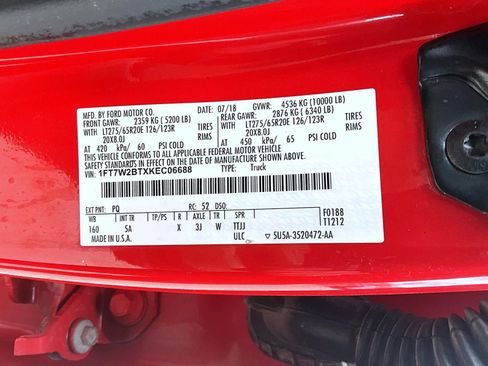 MFD. BY FORD MOTOR CO.
DATE: 07/18 GVWR: 4536 KG (10000 LB)
FRONT GAWR: 2359 KG (5200 LB) REAR GAWR: 2876 KG (6340 LB)
WITH LT275/65R20E 126/123R TIRES WITH LT275/65R20E 126/123R TIRES
20X8.0J RIMS 20X8.0J RIMS
AT 420 kPa/ 60 PSI COLD AT 450 kPa/ 65 PSI COLD
THIS VEHICLE CONFORMS TO ALL APPLICABLE FEDERAL MOTOR VEHICLE
SAFETY STANDARDS IN EFFECT ON THE DATE OF MANUFACTURE SHOWN ABOVE.
VIN: 1FT7W2BTXKEC06688 TYPE: Truck
EXT PNT: PQ RC: 52 DSO: F0188
WB INT TR TP/PS R AXLE TR SPR T1212
160 5A X 3J W TTJJ
MADE IN U.S.A. ULC ▽ 5U5A-3520472-AA